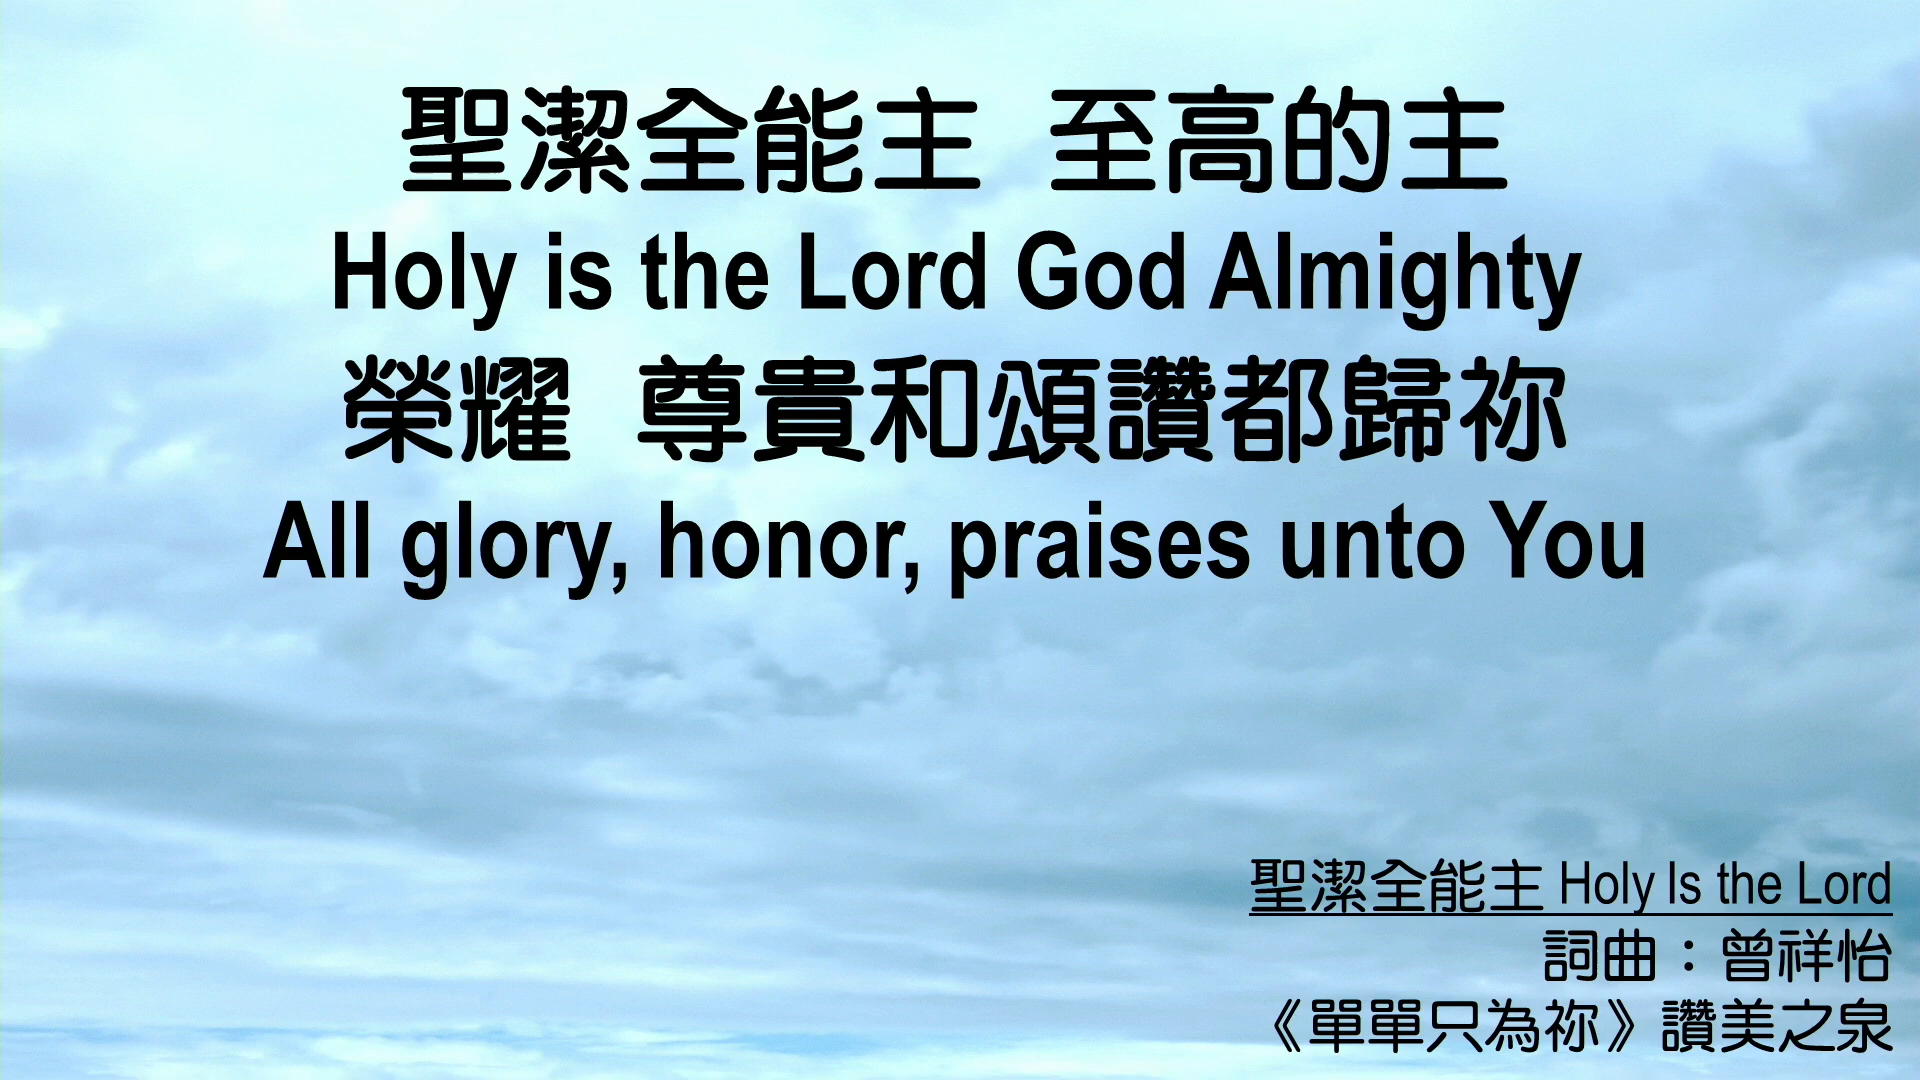 聖潔全能主 至高的主
Holy is the Lord God Almighty
榮耀 尊貴和頌讚都歸祢
All glory, honor, praises unto You
聖潔全能主 Holy Is the Lord
詞曲：曾祥怡
《單單只為祢》讚美之泉